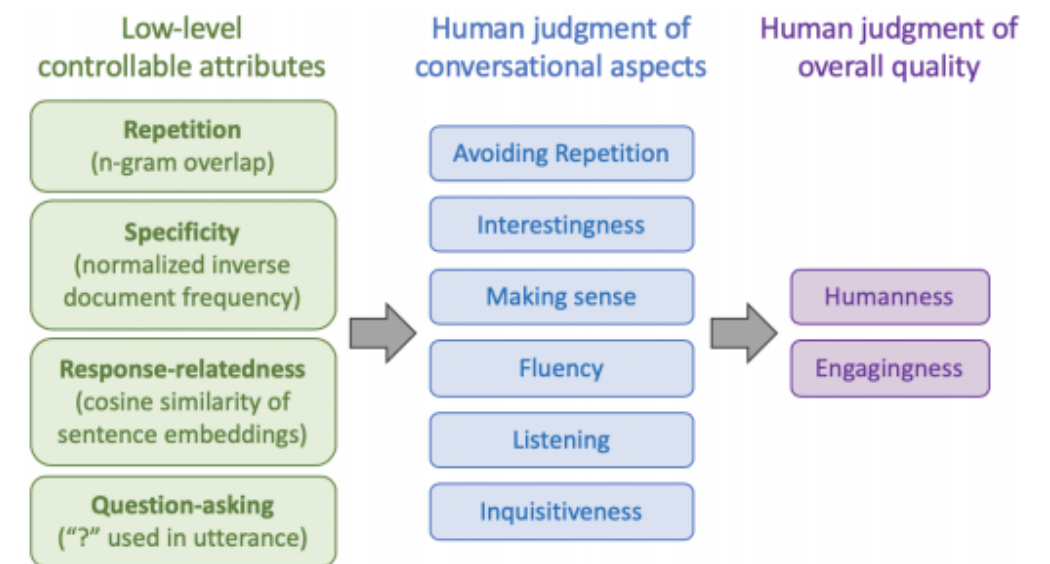 Low-level
controllable attributes
Repetition
(n-gram overlap)
Specificity
(normalized inverse
document frequency)
Response-relatedness
(cosine similarity of
sentence embeddings)
Question-asking
(“?” used in utterance)
Human judgment of
conversational aspects
Avoiding Repetition
Interestingness
Making sense
Fluency
Listening
Inquisitiveness
Human judgment of
overall quality
Humanness
Engagingness